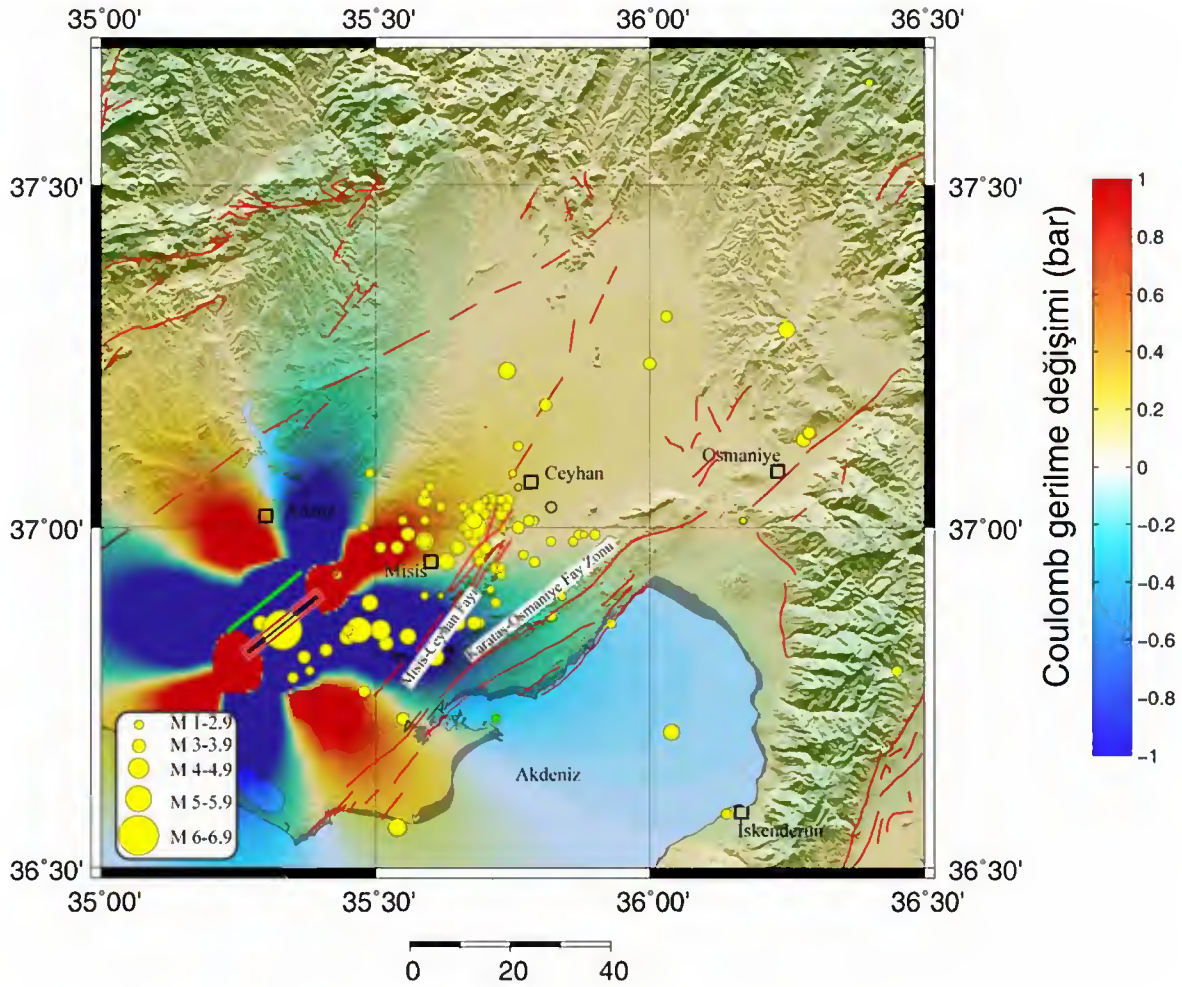 35°00'
35°30'
36°00'
36°30'
37°30'
37°30'
37°00'
37°00'
36°30'
36°30'
Osmaniye
Ceyhan
Misis
Misis-Ceyhan Fayı
Karataş-Osmaniye Fay Zonu
Akdeniz
İskenderun
M 1-2.9
M 3-3.9
M 4-4.9
M 5-5.9
M 6-6.9
35°00'
35°30'
36°00'
36°30'
0
20
40
Coulomb gerilme değişimi (bar)
1
0.8
0.6
0.4
0.2
0
−0.2
−0.4
−0.6
−0.8
−1